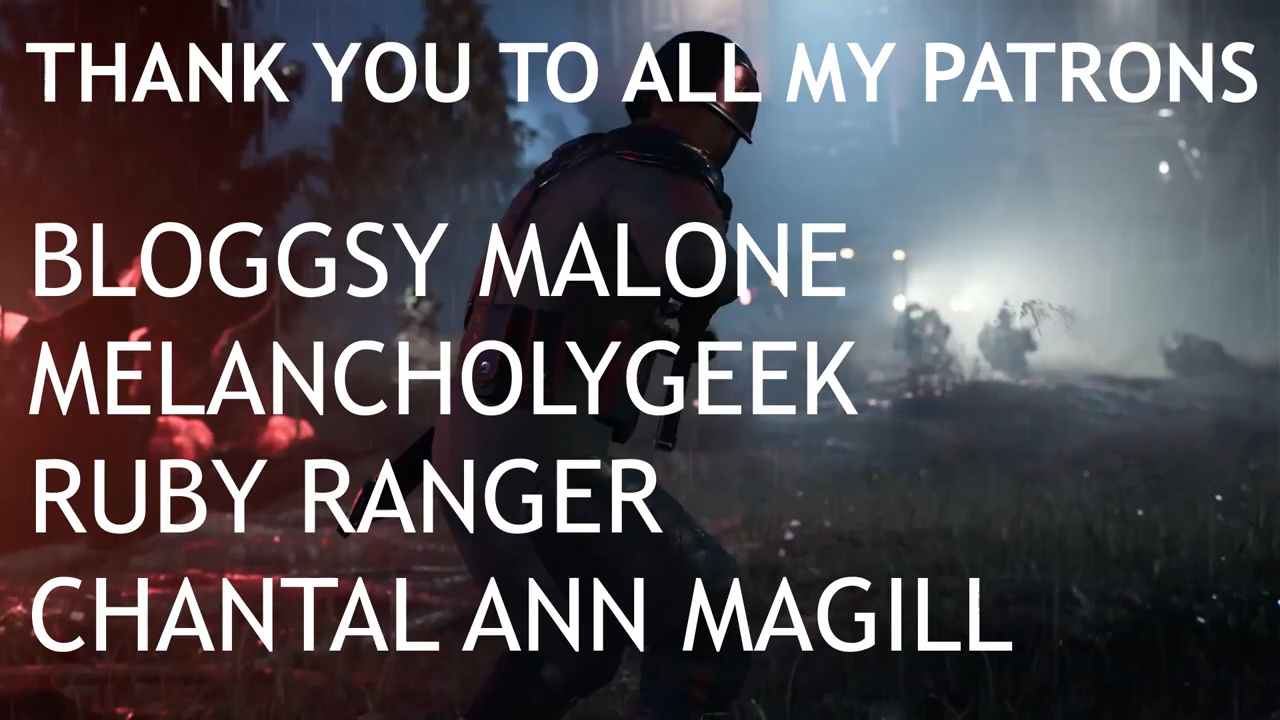 THANK YOU TO ALL MY PATRONS
BLOGGSY MALONE
MELANCHOLYGEEK
RUBY RANGER
CHANTAL ANN MAGILL